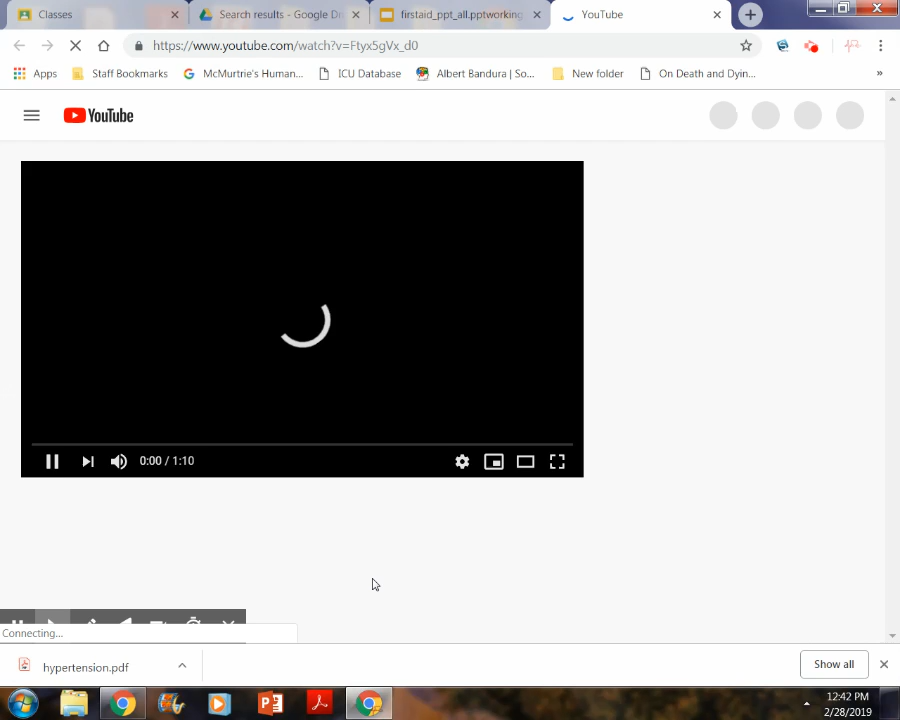 Classes
Search results - Google Dr
firstaid_ppt_all.pptworking
YouTube
https://www.youtube.com/watch?v=Ftyx5gVx_d0
Apps
Staff Bookmarks
McMurtrie's Human...
ICU Database
Albert Bandura | So...
New folder
On Death and Dyin...
»
YouTube
0:00 / 1:10
Connecting...
hypertension.pdf
Show all
12:42 PM
2/28/2019